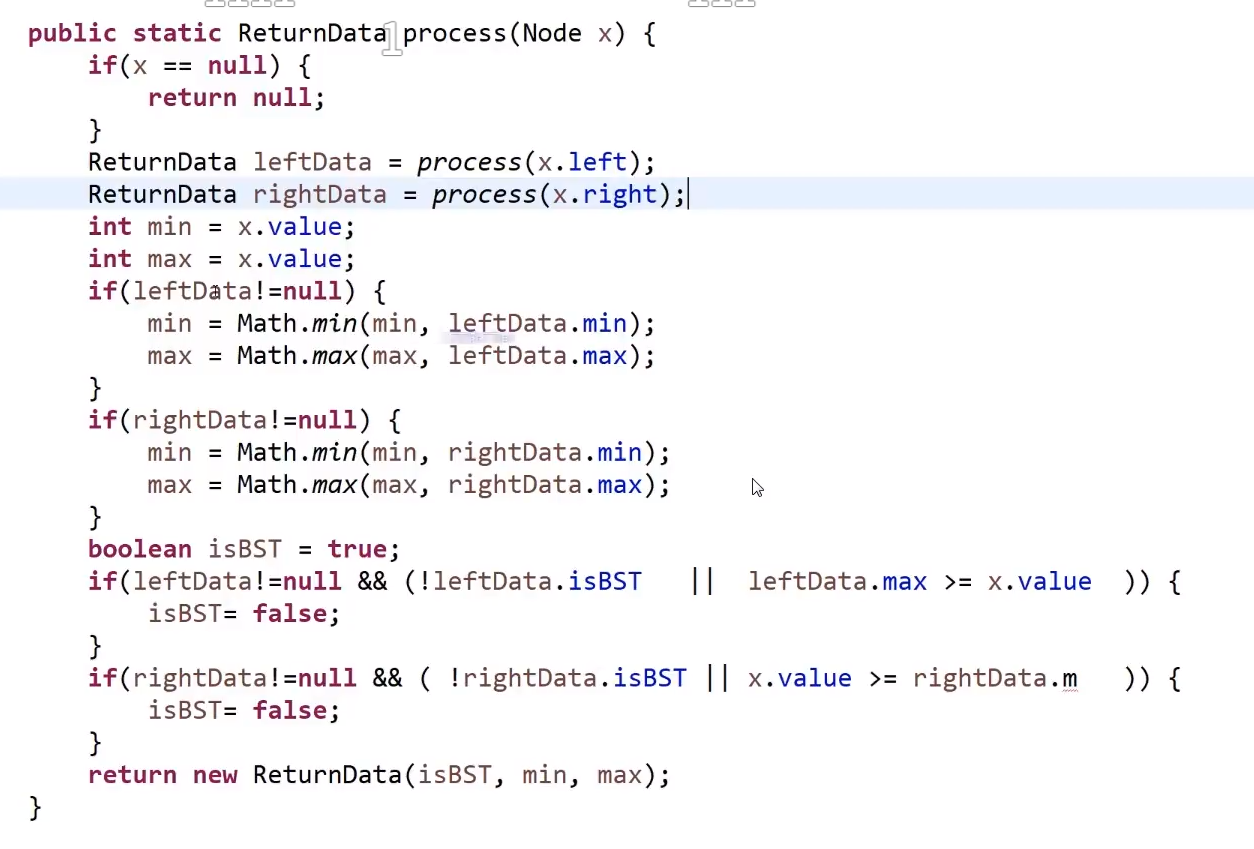 public static ReturnData process(Node x) {
    if(x == null) {
        return null;
    }
    ReturnData leftData = process(x.left);
    ReturnData rightData = process(x.right);
    int min = x.value;
    int max = x.value;
    if(leftData!=null) {
        min = Math.min(min, leftData.min);
        max = Math.max(max, leftData.max);
    }
    if(rightData!=null) {
        min = Math.min(min, rightData.min);
        max = Math.max(max, rightData.max);
    }
    boolean isBST = true;
    if(leftData!=null && (!leftData.isBST   ||  leftData.max >= x.value  )) {
        isBST= false;
    }
    if(rightData!=null && ( !rightData.isBST || x.value >= rightData.m   )) {
        isBST= false;
    }
    return new ReturnData(isBST, min, max);
}